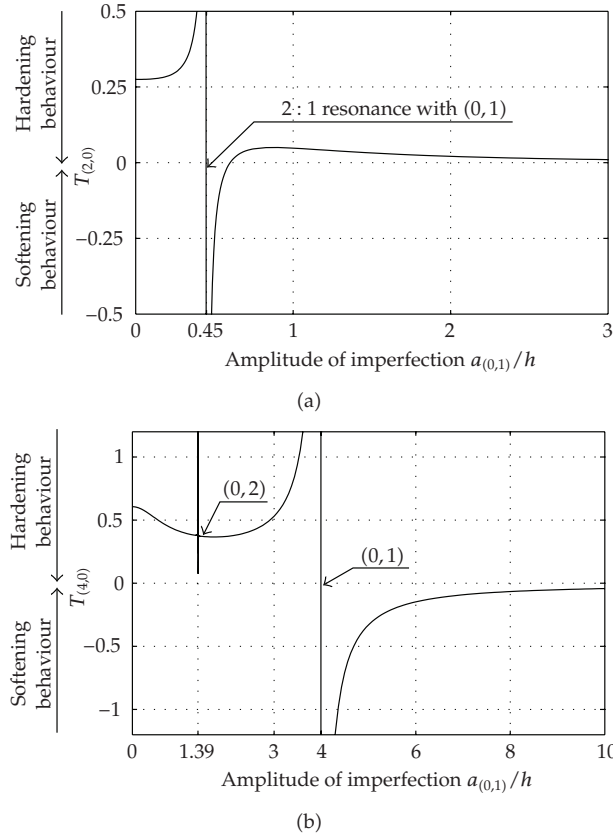 0.5
0.25
0
−0.25
−0.5
Hardening
behaviour
Softening
behaviour
T(2,0)
2 : 1 resonance with (0, 1)
0 0.45 1 2 3
Amplitude of imperfection a(0,1)/h
(a)
1
0.5
0
−0.5
−1
Hardening
behaviour
Softening
behaviour
T(4,0)
(0, 2)
(0, 1)
0 1.39 3 4 6 8 10
Amplitude of imperfection a(0,1)/h
(b)